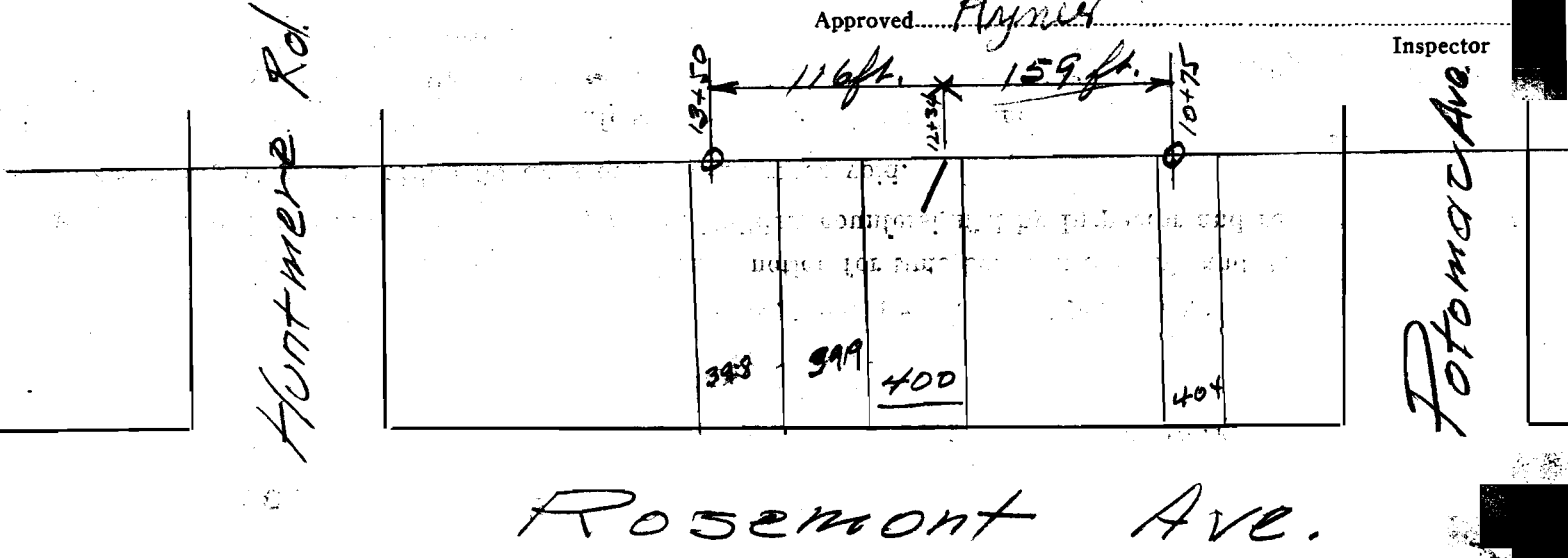 Approved
Inspector
Huntmere Rd.
13+50
116 ft.
12+34
159 ft.
10+75
Potomac Ave.
398
399
400
404
Rosemont Ave.